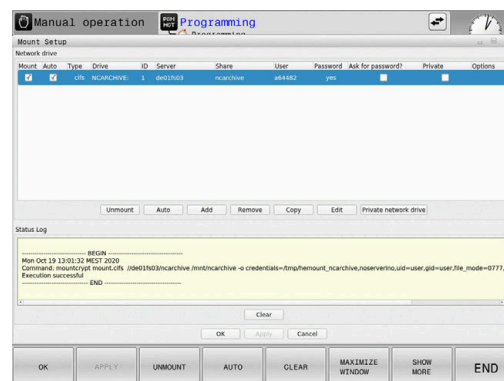 Manual operation
PGM
MGT
Programming
Programming
Mount Setup
Network drive
Mount Auto Type Drive ID Server Share User Password Ask for password? Private Options
cifs NCARCHIVE: 1 de01fs03 ncarchive a64482 yes
Unmount Auto Add Remove Copy Edit Private network drive
Status Log
---------------------------- BEGIN ----------------------------
Mon Oct 19 13:01:32 MEST 2020
Command: mountcrypt mount.cifs //de01fs03/ncarchive /mnt/ncarchive -o credentials=/tmp/hemount_ncarchive,noserverino,uid=user,gid=user,file_mode=0777,
Execution successful
---------------------------- END ----------------------------
Clear
OK Apply Cancel
OK APPLY UNMOUNT AUTO CLEAR MAXIMIZE WINDOW SHOW MORE END